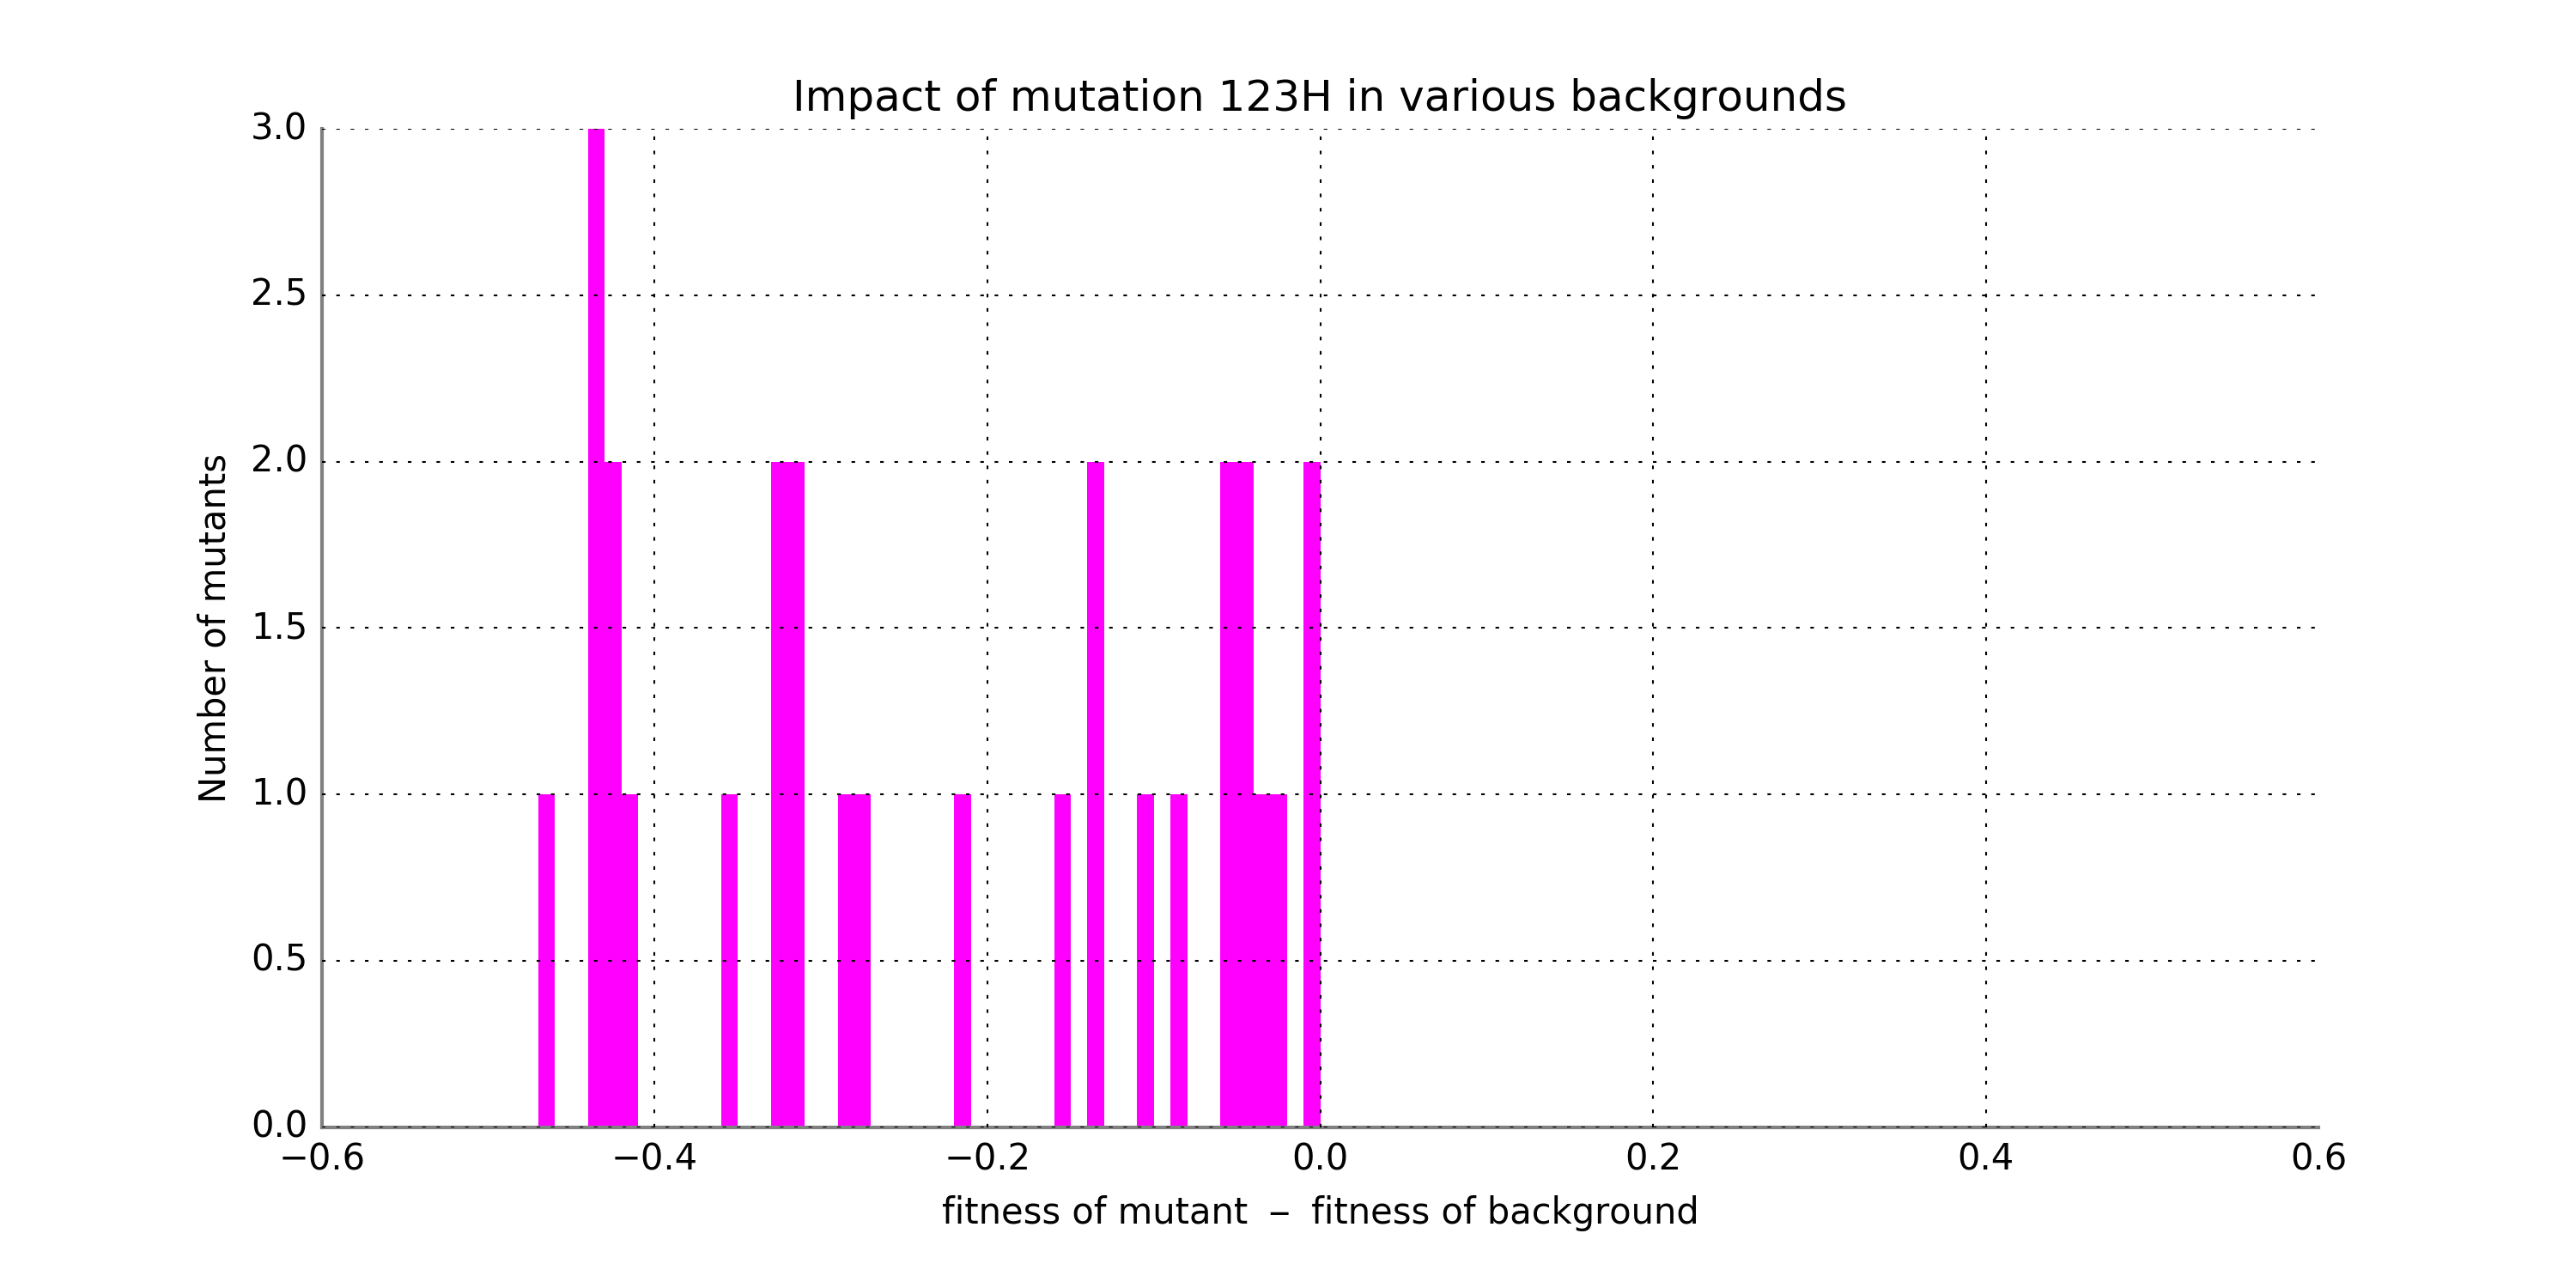 Impact of mutation 123H in various backgrounds
3.0
2.5
2.0
1.5
1.0
0.5
0.0
Number of mutants
−0.6 −0.4 −0.2 0.0 0.2 0.4 0.6
fitness of mutant − fitness of background